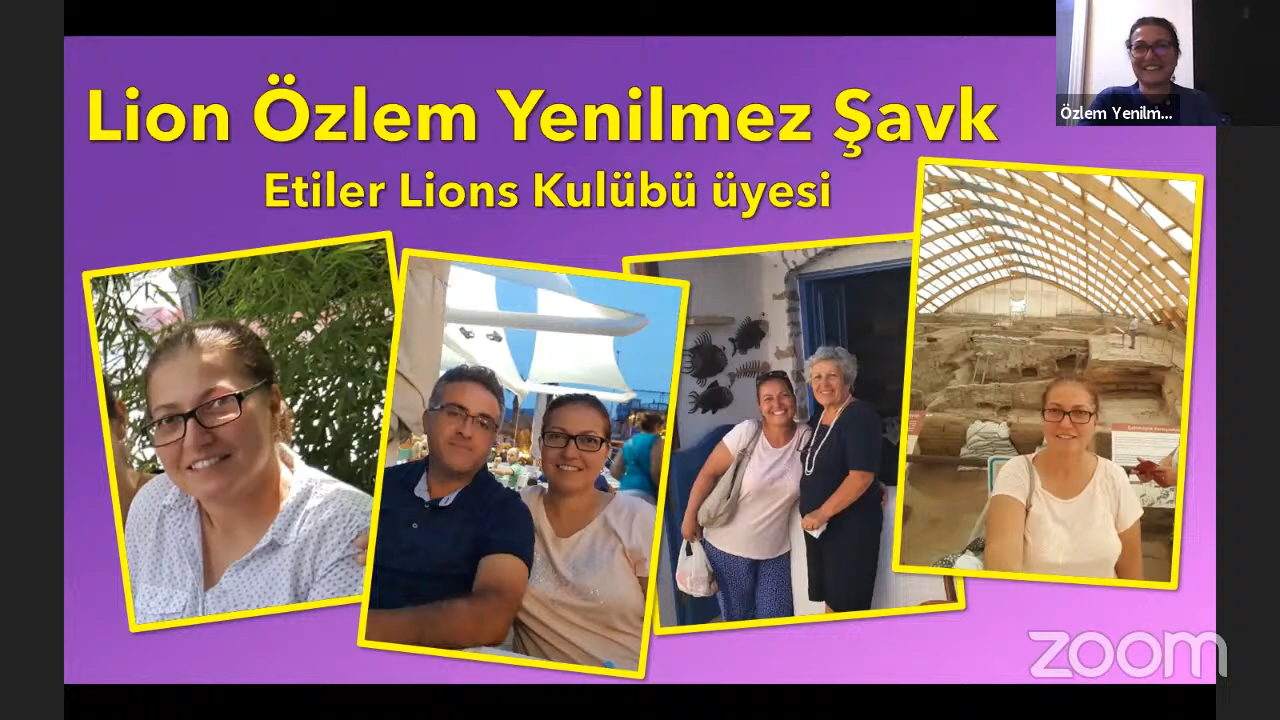 Lion Özlem Yenilmez Şavk
Etiler Lions Kulübü üyesi
Özlem Yenilm...
zoom